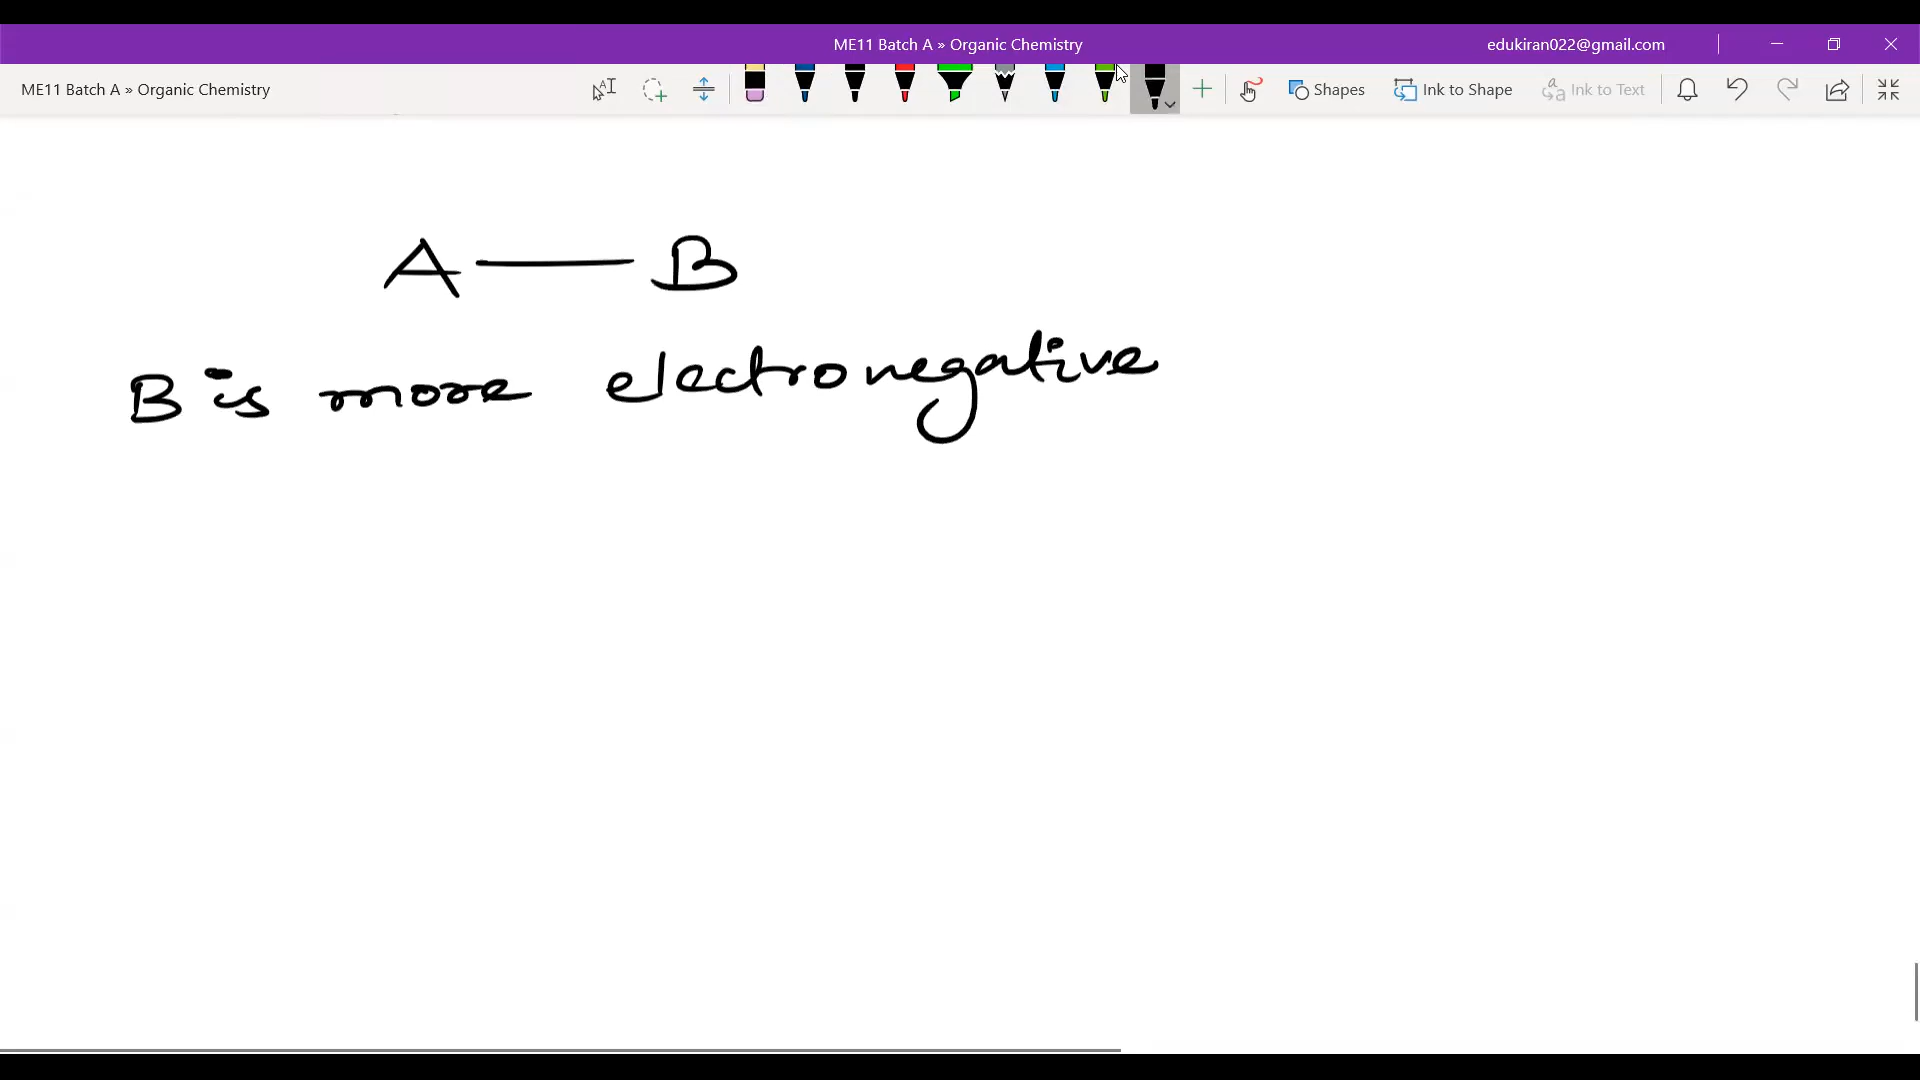 ME11 Batch A » Organic Chemistry
edukiran022@gmail.com
ME11 Batch A » Organic Chemistry
Shapes
Ink to Shape
Ink to Text
A — B
B is more electronegative